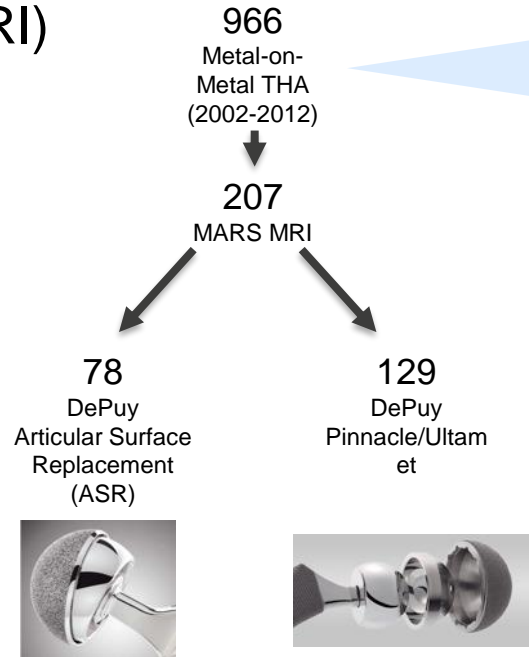 RI)
966
Metal-on-
Metal THA
(2002-2012)
207
MARS MRI
78
DePuy
Articular Surface
Replacement
(ASR)
129
DePuy
Pinnacle/Ultam
et